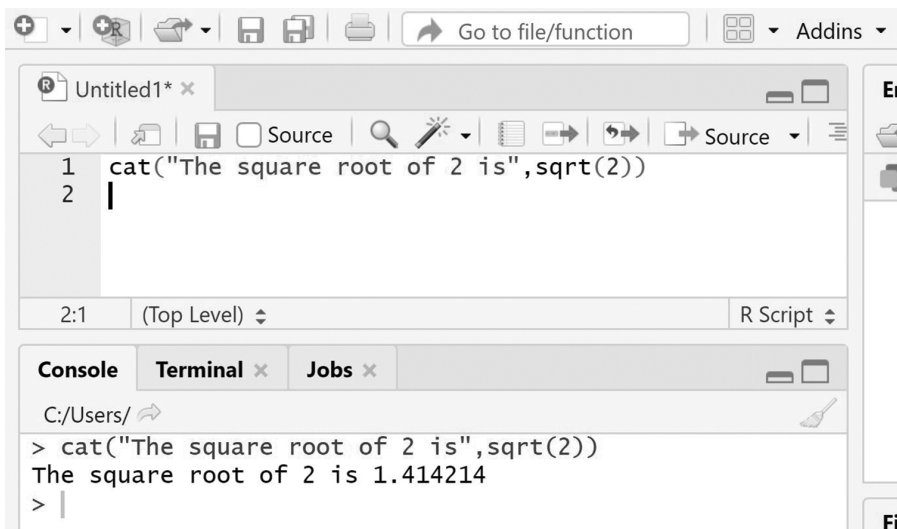 Go to file/function
Addins
Untitled1*
Source
Source
1 cat("The square root of 2 is",sqrt(2))
2
2:1 (Top Level) R Script
Console Terminal Jobs
C:/Users/
> cat("The square root of 2 is",sqrt(2))
The square root of 2 is 1.414214
>